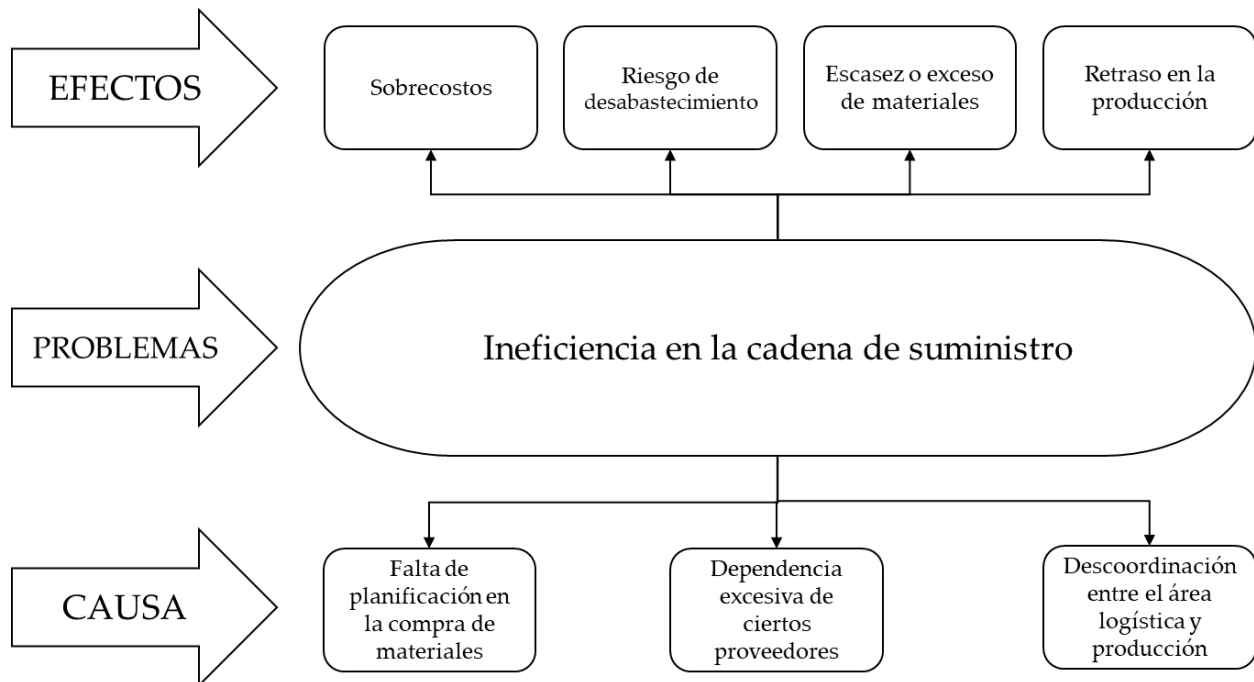 EFECTOS
Sobrecostos
Riesgo de
desabastecimiento
Escasez o exceso
de materiales
Retraso en la
producción
PROBLEMAS
Ineficiencia en la cadena de suministro
CAUSA
Falta de
planificación en
la compra de
materiales
Dependencia
excesiva de
ciertos
proveedores
Descoordinación
entre el área
logística y
producción